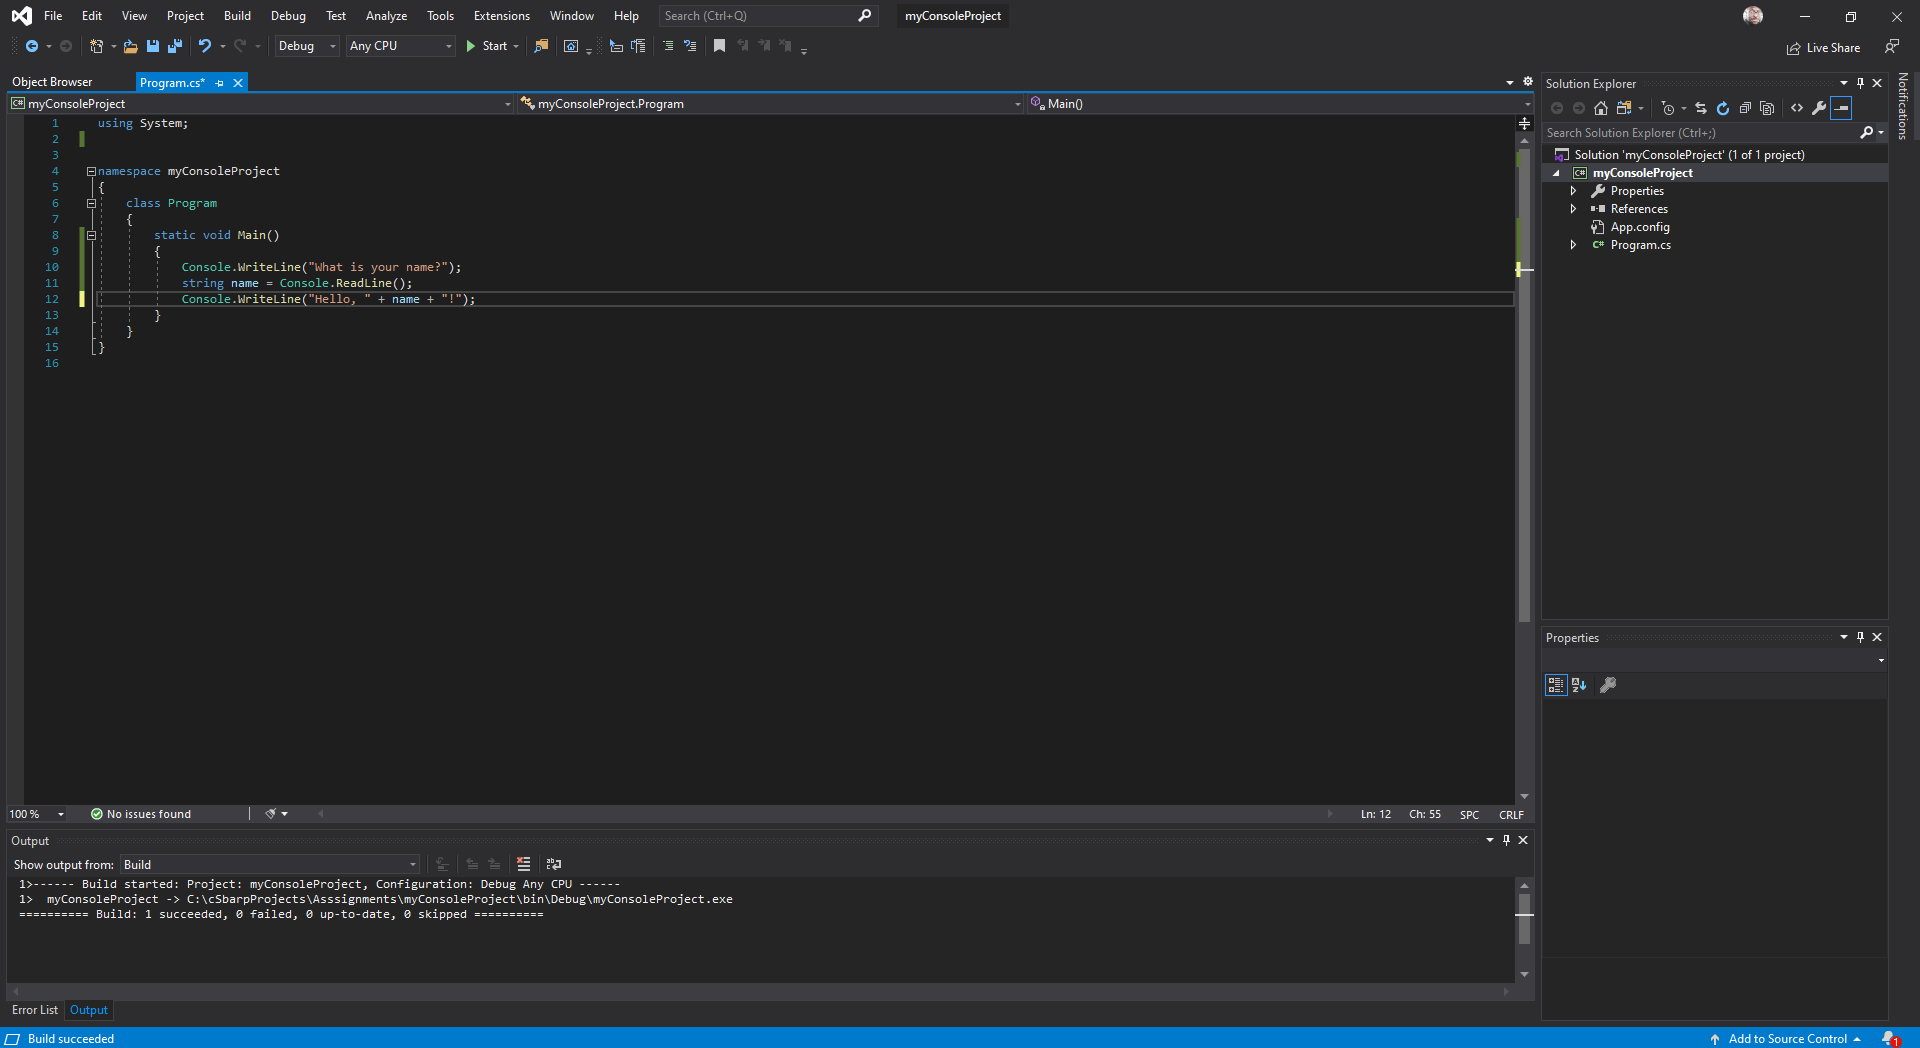 File Edit View Project Build Debug Test Analyze Tools Extensions Window Help Search (Ctrl+Q) myConsoleProject
Debug Any CPU Start Live Share
Object Browser Program.cs*
C# myConsoleProject myConsoleProject.Program Main()
1 using System;
2
3
4 namespace myConsoleProject
5 {
6 class Program
7 {
8 static void Main()
9 {
10 Console.WriteLine("What is your name?");
11 string name = Console.ReadLine();
12 Console.WriteLine("Hello, " + name + "!");
13 }
14 }
15 }
16
100 % No issues found Ln: 12 Ch: 55 SPC CRLF
Output
Show output from: Build
1>------ Build started: Project: myConsoleProject, Configuration: Debug Any CPU ------
1> myConsoleProject -> C:\cSbarpProjects\Asssignments\myConsoleProject\bin\Debug\myConsoleProject.exe
========== Build: 1 succeeded, 0 failed, 0 up-to-date, 0 skipped ==========
Error List Output
Solution Explorer
Search Solution Explorer (Ctrl+;)
Solution 'myConsoleProject' (1 of 1 project)
C# myConsoleProject
Properties
References
App.config
C# Program.cs
Properties
Notifications
Build succeeded Add to Source Control 1